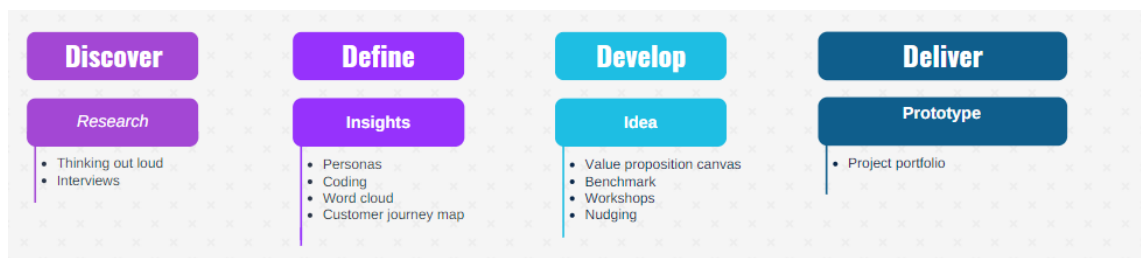 Discover
Research
• Thinking out loud
• Interviews
Define
Insights
• Personas
• Coding
• Word cloud
• Customer journey map
Develop
Idea
• Value proposition canvas
• Benchmark
• Workshops
• Nudging
Deliver
Prototype
• Project portfolio